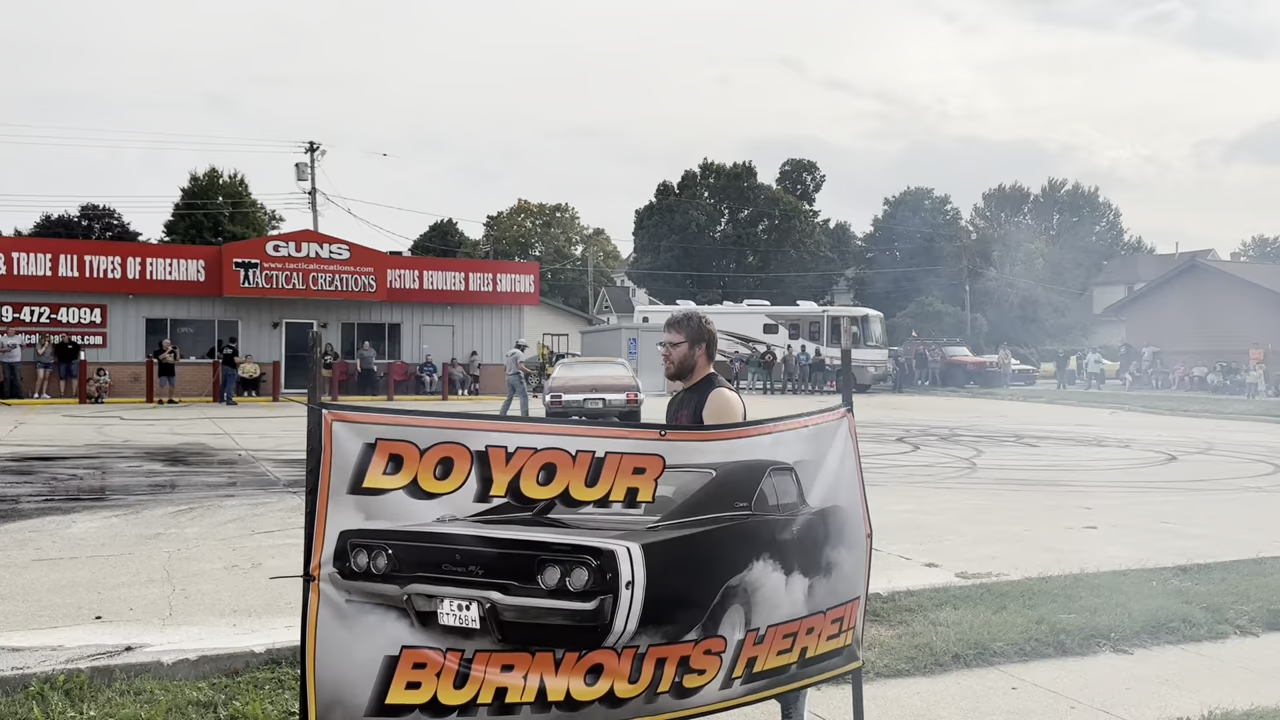 GUNS
www.tacticalcreations.com
& TRADE ALL TYPES OF FIREARMS
TACTICAL CREATIONS
PISTOLS REVOLVERS RIFLES SHOTGUNS
9-472-4094
OPEN
DO YOUR
R/T
RT768H
BURNOUTS HERE!!